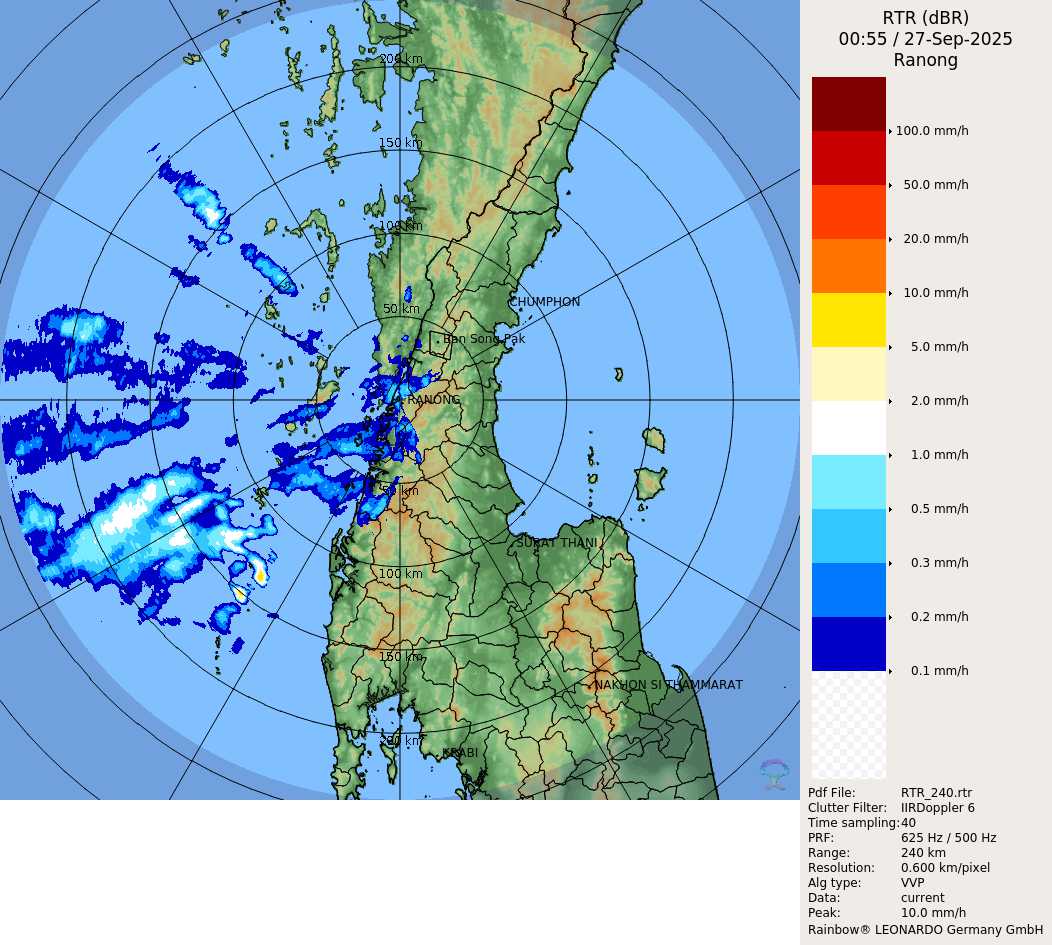 200 km
150 km
100 km
50 km
CHUMPHON
Ban Song Pak
RANONG
50 km
SURAT THANI
100 km
150 km
NAKHON SI THAMMARAT
200 km
KRABI
RTR (dBR)
00:55 / 27-Sep-2025
Ranong
100.0 mm/h
50.0 mm/h
20.0 mm/h
10.0 mm/h
5.0 mm/h
2.0 mm/h
1.0 mm/h
0.5 mm/h
0.3 mm/h
0.2 mm/h
0.1 mm/h
Pdf File: RTR_240.rtr
Clutter Filter: IIRDoppler 6
Time sampling:40
PRF: 625 Hz / 500 Hz
Range: 240 km
Resolution: 0.600 km/pixel
Alg type: VVP
Data: current
Peak: 10.0 mm/h
Rainbow® LEONARDO Germany GmbH